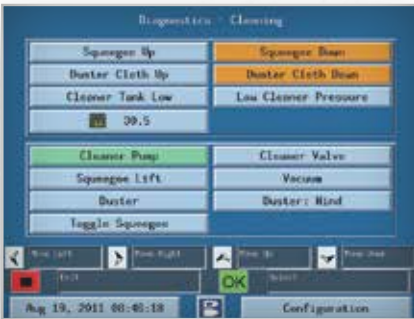 Diagnostics - Cleaning
Squeegee Up
Squeegee Down
Duster Cloth Up
Duster Cloth Down
Cleaner Tank Low
Low Cleaner Pressure
30.5
Cleaner Pump
Cleaner Valve
Squeegee Lift
Vacuum
Duster
Duster: Wind
Toggle Squeegee
Move Left
Move Right
Move Up
Move Down
Exit
OK
Select
Aug 19, 2011 08:48:18
Configuration